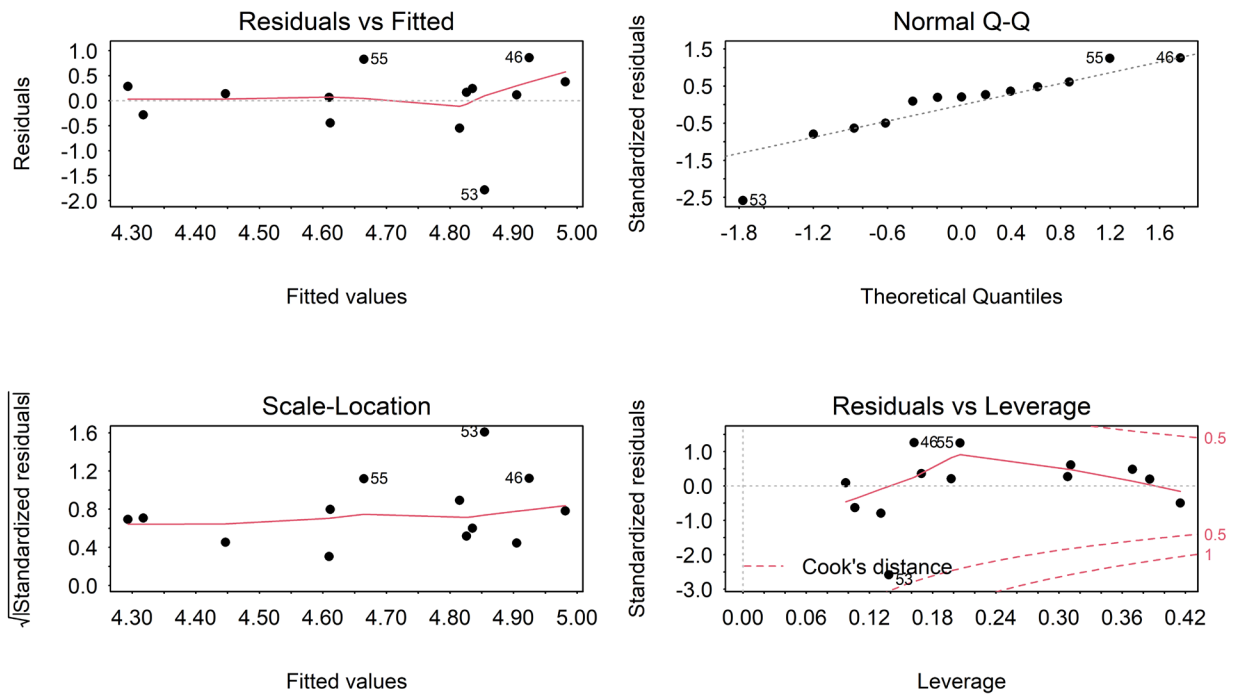 Residuals vs Fitted
Residuals
1.0
0.5
0.0
-0.5
-1.0
-1.5
-2.0
55
46
53
4.30 4.40 4.50 4.60 4.70 4.80 4.90 5.00
Fitted values
Normal Q-Q
Standardized residuals
1.5
0.5
-0.5
-1.5
-2.5
55
46
53
-1.8 -1.2 -0.6 0.0 0.4 0.8 1.2 1.6
Theoretical Quantiles
Scale-Location
√|Standardized residuals|
1.6
1.2
0.8
0.4
0.0
53
55
46
4.30 4.40 4.50 4.60 4.70 4.80 4.90 5.00
Fitted values
Residuals vs Leverage
Standardized residuals
1.0
0.0
-1.0
-2.0
-3.0
46
55
0.5
0.5
1
Cook's distance
53
0.00 0.06 0.12 0.18 0.24 0.30 0.36 0.42
Leverage